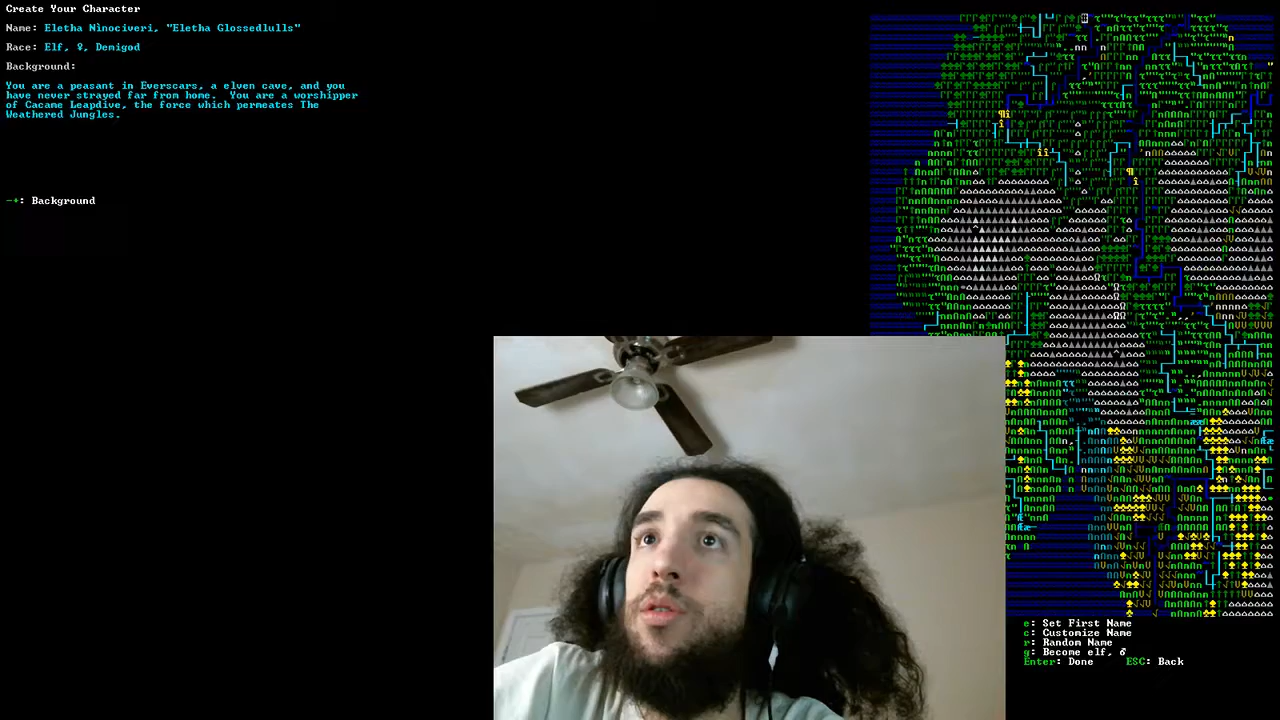 Create Your Character
Name: Eletha Nìnociveri, "Eletha Glossedlulls"
Race: Elf, ♀, Demigod
Background:
You are a peasant in Everscars, a elven cave, and you
have never strayed far from home.  You are a worshipper
of Cacame Leapdive, the force which permeates The
Weathered Jungles.
-+: Background
e: Set First Name
c: Customize Name
r: Random Name
g: Become elf, ♂
Enter: Done     ESC: Back